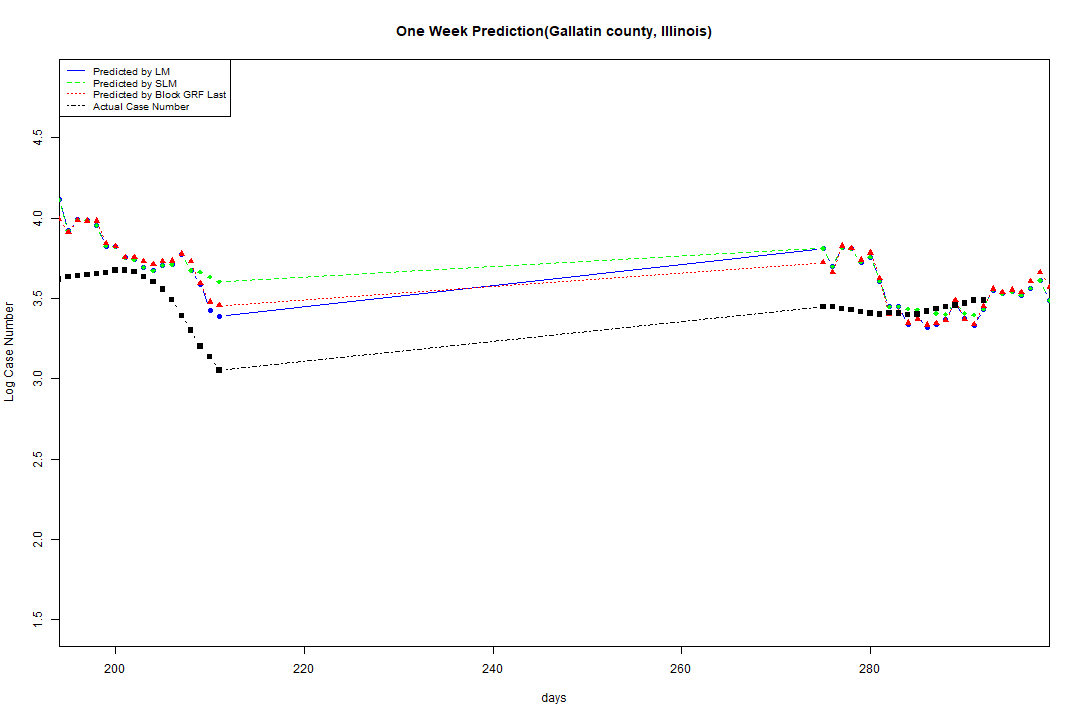 One Week Prediction(Gallatin county, Illinois)
Predicted by LM
Predicted by SLM
Predicted by Block GRF Last
Actual Case Number
Log Case Number
4.5
4.0
3.5
3.0
2.5
2.0
1.5
200 220 240 260 280
days